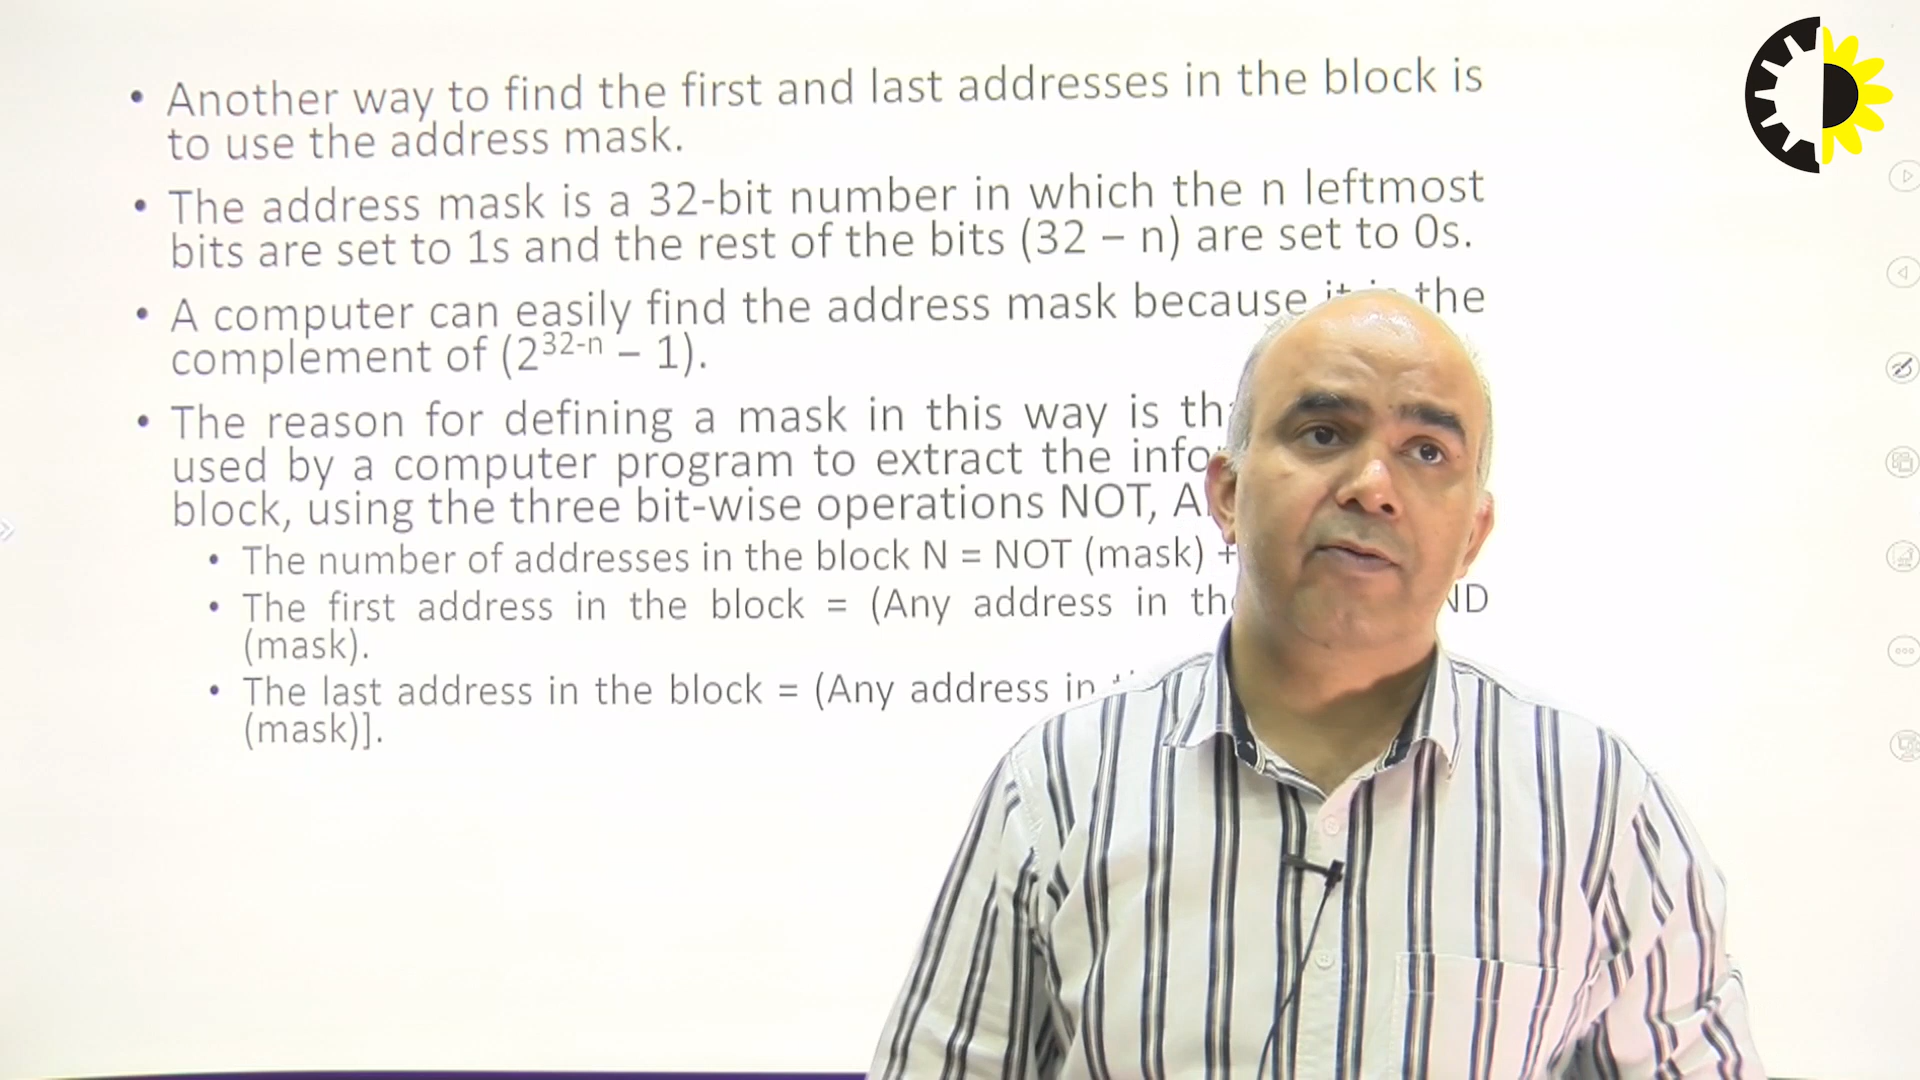 • Another way to find the first and last addresses in the block is
to use the address mask.
• The address mask is a 32-bit number in which the n leftmost
bits are set to 1s and the rest of the bits (32 – n) are set to 0s.
• A computer can easily find the address mask because it is the
complement of (2³²⁻ⁿ – 1).
• The reason for defining a mask in this way is
used by a computer program to extract the
block, using the three bit-wise operations NOT,
• The number of addresses in the block N = NOT (mask) +
• The first address in the block = (Any address in
(mask).
• The last address in the block = (Any address in
(mask)].